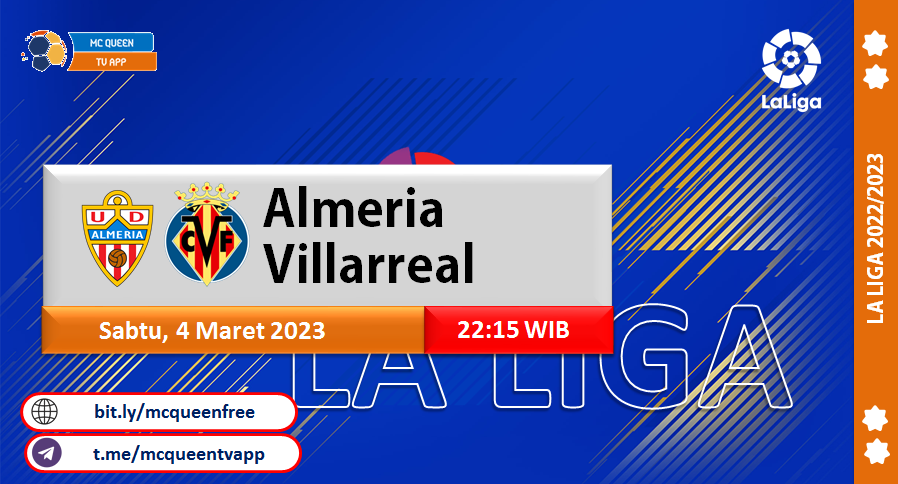 MC QUEEN
TV APP
LaLiga
LA LIGA 2022/2023
U D
ALMERIA
CVF
Almeria
Villarreal
Sabtu, 4 Maret 2023
22:15 WIB
LA LIGA
bit.ly/mcqueenfree
t.me/mcqueentvapp